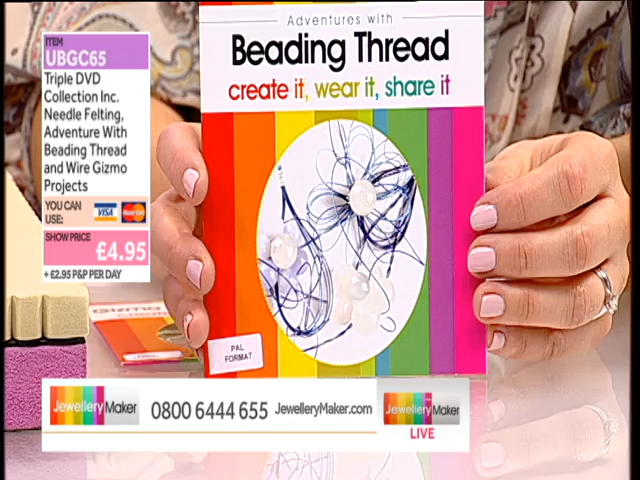 Adventures with
Beading Thread
create it, wear it, share it
PAL
FORMAT
ITEM
UBGC65
Triple DVD
Collection Inc.
Needle Felting,
Adventure With
Beading Thread
and Wire Gizmo
Projects
YOU CAN
USE:
VISA
MasterCard
SHOW PRICE
£4.95
+ £2.95 P&P PER DAY
Gizmo
JewelleryMaker
0800 6444 655
JewelleryMaker.com
JewelleryMaker
LIVE